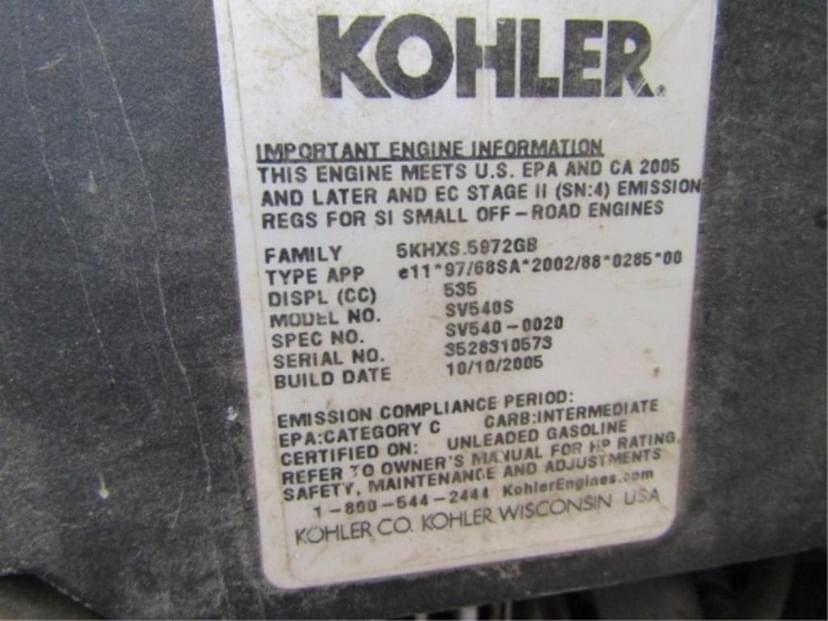 KOHLER.
IMPORTANT ENGINE INFORMATION
THIS ENGINE MEETS U.S. EPA AND CA 2005
AND LATER AND EC STAGE II (SN:4) EMISSION
REGS FOR SI SMALL OFF-ROAD ENGINES
FAMILY 5KHXS.5972GB
TYPE APP e11*97/68SA*2002/88*0285*00
DISPL (CC) 535
MODEL NO. SV540S
SPEC NO. SV540-0020
SERIAL NO. 3528310573
BUILD DATE 10/10/2005
EMISSION COMPLIANCE PERIOD:
EPA:CATEGORY C CARB:INTERMEDIATE
CERTIFIED ON: UNLEADED GASOLINE
REFER TO OWNER'S MANUAL FOR HP RATING,
SAFETY, MAINTENANCE AND ADJUSTMENTS
1-800-544-2444 KohlerEngines.com
KOHLER CO. KOHLER WISCONSIN USA